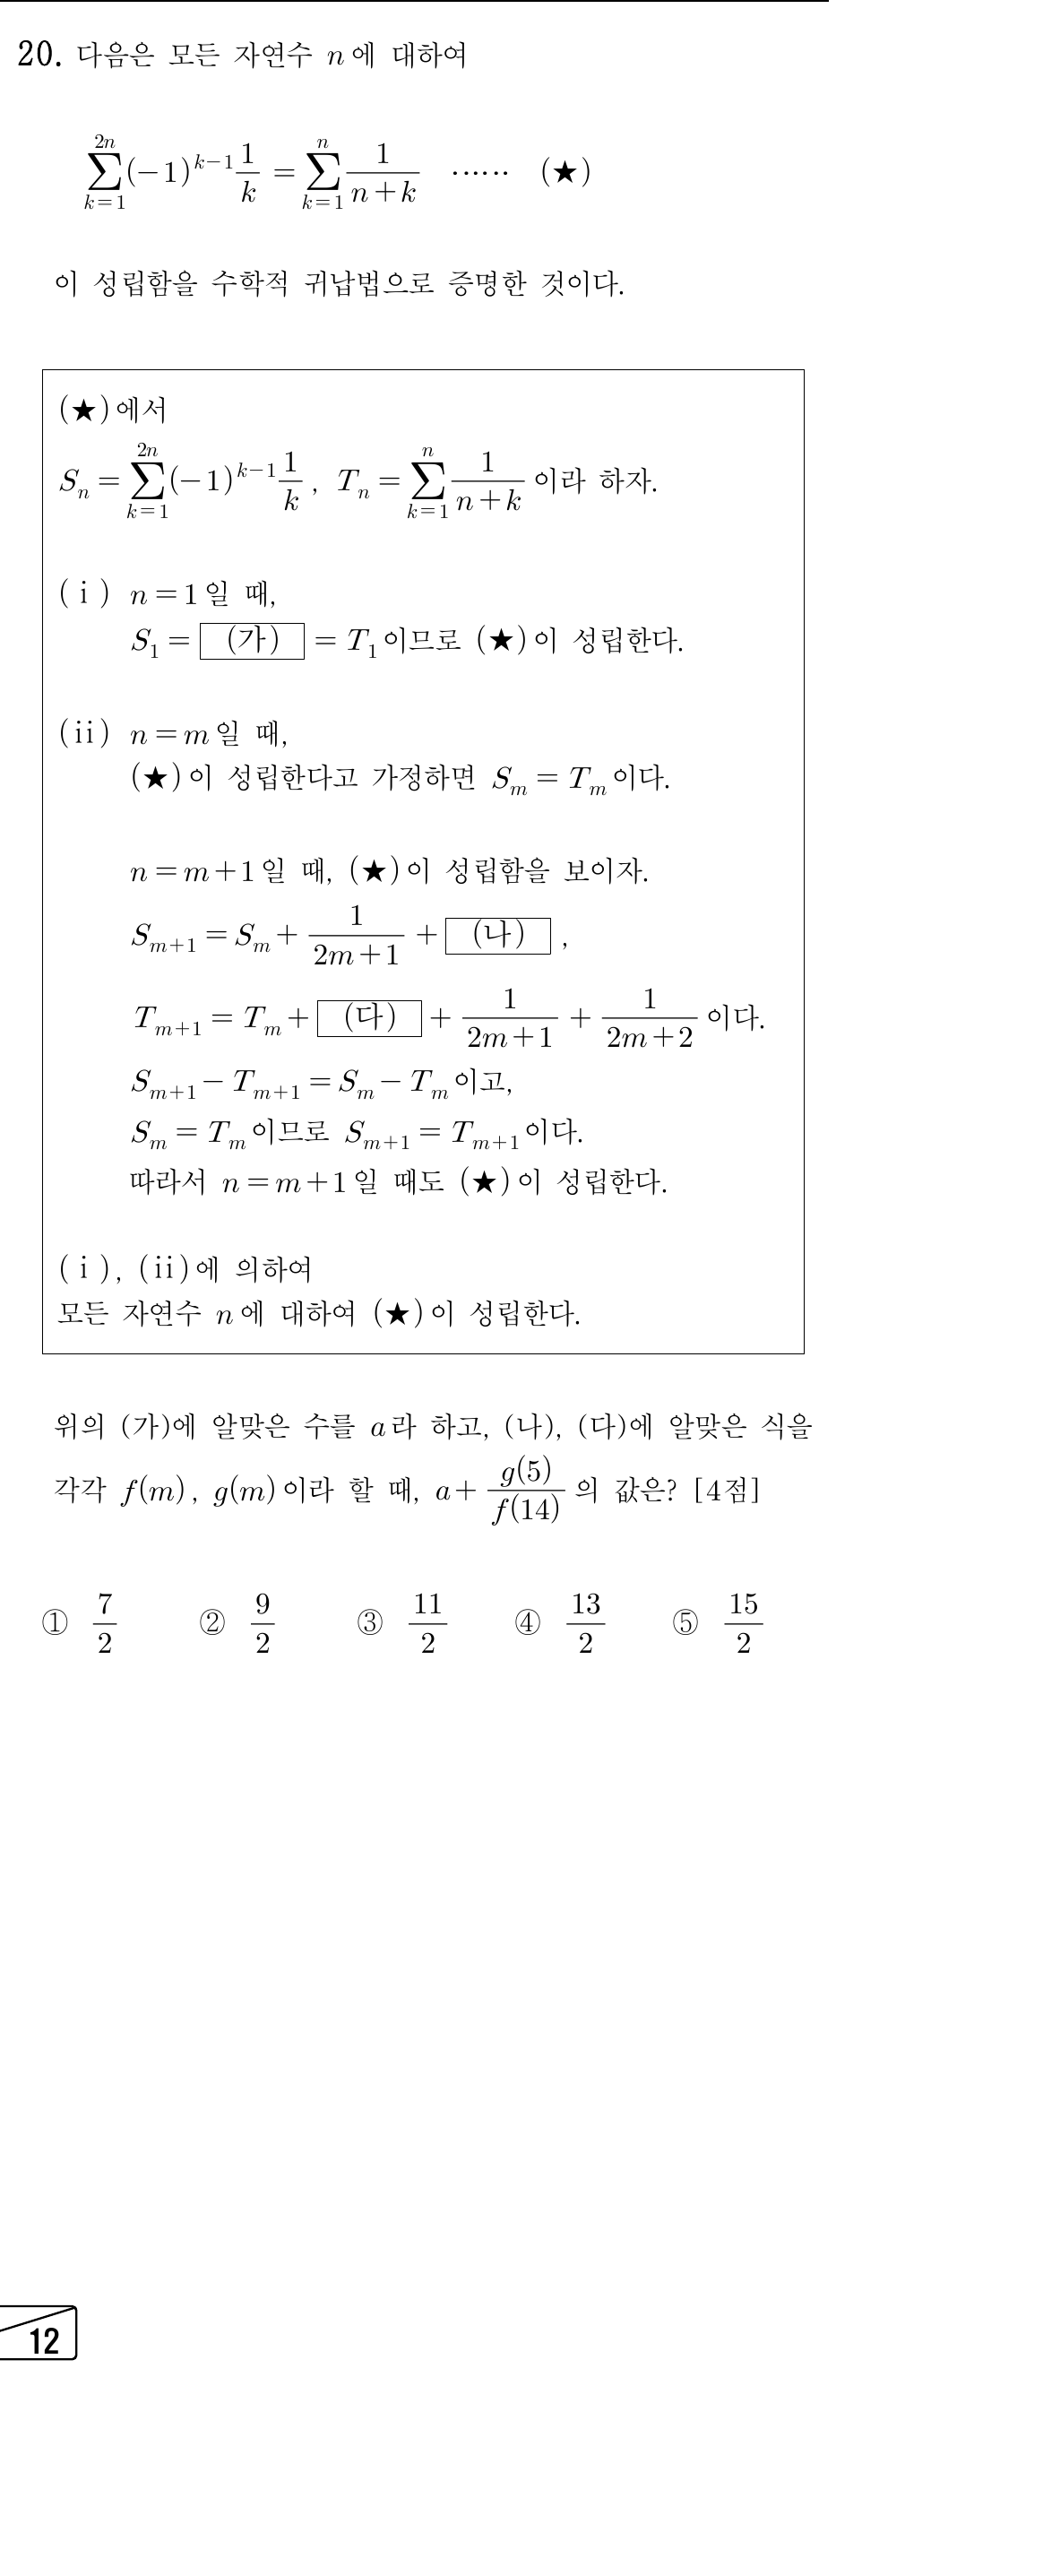 20. 다음은 모든 자연수 n에 대하여
$\sum_{k=1}^{2n}(-1)^{k-1}\frac{1}{k} = \sum_{k=1}^{n}\frac{1}{n+k}$ ⋯⋯ (★)
이 성립함을 수학적 귀납법으로 증명한 것이다.
(★)에서
$S_n = \sum_{k=1}^{2n}(-1)^{k-1}\frac{1}{k}$, $T_n = \sum_{k=1}^{n}\frac{1}{n+k}$ 이라 하자.
(ⅰ) n=1일 때,
$S_1$ = (가) = $T_1$이므로 (★)이 성립한다.
(ⅱ) n=m일 때,
(★)이 성립한다고 가정하면 $S_m = T_m$이다.
n=m+1일 때, (★)이 성립함을 보이자.
$S_{m+1} = S_m + \frac{1}{2m+1}$ + (나) ,
$T_{m+1} = T_m$ + (다) + $\frac{1}{2m+1} + \frac{1}{2m+2}$ 이다.
$S_{m+1} - T_{m+1} = S_m - T_m$이고,
$S_m = T_m$이므로 $S_{m+1} = T_{m+1}$이다.
따라서 n=m+1일 때도 (★)이 성립한다.
(ⅰ), (ⅱ)에 의하여
모든 자연수 n에 대하여 (★)이 성립한다.
위의 (가)에 알맞은 수를 a라 하고, (나), (다)에 알맞은 식을
각각 f(m), g(m)이라 할 때, $a + \frac{g(5)}{f(14)}$ 의 값은? [4점]
① $\frac{7}{2}$ ② $\frac{9}{2}$ ③ $\frac{11}{2}$ ④ $\frac{13}{2}$ ⑤ $\frac{15}{2}$
12